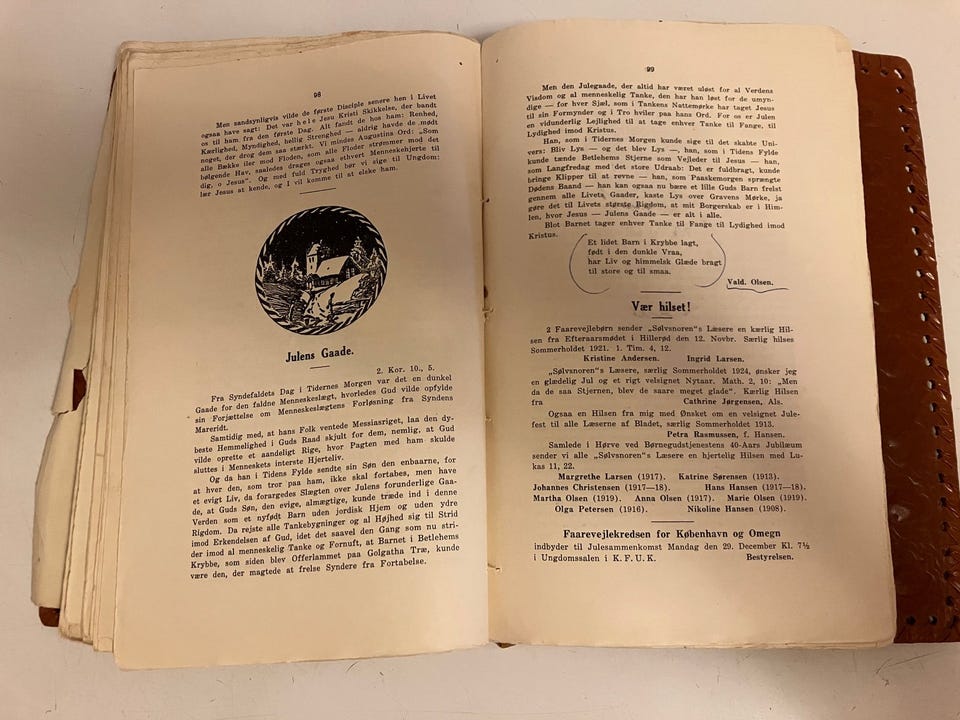 98
Men sandsynligvis vilde de første Disciple senere hen i Livet
ogsaa have sagt: Det var hele Jesu Kristi Skikkelse, der bandt
os til ham fra den første Dag. Alt fandt de hos ham: Renhed,
Kærlighed, Myndighed, hellig Strenghed — aldrig havde de mødt
noget, der drog dem saa stærkt. Vi mindes Augustins Ord: „Som
alle Bække iler mod Floden, som alle Floder strømmer mod det
bølgende Hav, saaledes drages ogsaa ethvert Menneskehjerte til
dig, o Jesus". Og med fuld Tryghed bør vi sige til Ungdom:
lær Jesus at kende, og I vil komme til at elske ham.
Julens Gaade.
2. Kor. 10., 5.
Fra Syndefaldets Dag i Tidernes Morgen var det en dunkel
Gaade for den faldne Menneskeslægt, hvorledes Gud vilde opfylde
sin Forjættelse om Menneskeslægtens Forløsning fra Syndens
Mareridt.
Samtidig med, at hans Folk ventede Messiasriget, laa den dy-
beste Hemmelighed i Guds Raad skjult for dem, nemlig, at Gud
vilde oprette et aandeligt Rige, hvor Pagten med ham skulde
sluttes i Menneskets interste Hjerteliv.
Og da han i Tidens Fylde sendte sin Søn den enbaarne, for
at hver den, som tror paa ham, ikke skal fortabes, men have
et evigt Liv, da forargedes Slægten over Julens forunderlige Gaa-
de, at Guds Søn, den evige, almægtige, kunde træde ind i denne
Verden som et nyfødt Barn uden jordisk Hjem og uden ydre
Rigdom. Da rejste alle Tankebygninger og al Højhed sig til Strid
imod Erkendelsen af Gud, idet det saavel den Gang som nu stri-
der imod al menneskelig Tanke og Fornuft, at Barnet i Betlehems
Krybbe, som siden blev Offerlammet paa Golgatha Træ, kunde
være den, der magtede at frelse Syndere fra Fortabelse.
99
Men den Julegaade, der altid har været uløst for al Verdens
Visdom og al menneskelig Tanke, den har han løst for de umyn-
dige — for hver Sjæl, som i Tankens Nattemørke har taget Jesus
til sin Formynder og i Tro hviler paa hans Ord. For os er Julen
en vidunderlig Lejlighed til at tage enhver Tanke til Fange, til
Lydighed imod Kristus.
Han, som i Tidernes Morgen kunde sige til det skabte Uni-
vers: Bliv Lys — og det blev Lys —, han, som i Tidens Fylde
kunde tænde Betlehems Stjerne som Vejleder til Jesus — han,
som Langfredag med det store Udraab: Det er fuldbragt, kunde
bringe Klipper til at revne — han, som Paaskemorgen sprængte
Dødens Baand — han kan ogsaa nu bære et lille Guds Barn frelst
gennem alle Livets Gaader, kaste Lys over Gravens Mørke, ja
gøre det til Livets største Rigdom, at mit Borgerskab er i Him-
len, hvor Jesus — Julens Gaade — er alt i alle.
Blot Barnet tager enhver Tanke til Fange til Lydighed imod
Kristus.
Et lidet Barn i Krybbe lagt,
født i den dunkle Vraa,
har Liv og himmelsk Glæde bragt
til store og til smaa.
Vald. Olsen.
Vær hilset!
2 Faarevejlebørn sender „Sølvsnoren"s Læsere en kærlig Hil-
sen fra Efteraarsmødet i Hillerød den 12. Novbr. Særlig hilses
Sommerholdet 1921. 1. Tim. 4, 12.
Kristine Andersen. Ingrid Larsen.
„Sølvsnoren"s Læsere, særlig Sommerholdet 1924, ønsker jeg
en glædelig Jul og et rigt velsignet Nytaar. Math. 2, 10: „Men
da de saa Stjernen, blev de saare meget glade". Kærlig Hilsen
fra Cathrine Jørgensen, Als.
Ogsaa en Hilsen fra mig med Ønsket om en velsignet Jule-
fest til alle Læserne af Bladet, særlig Sommerholdet 1913.
Petra Rasmussen, f. Hansen.
Samlede i Hørve ved Børnegudstjenestens 40-Aars Jubilæum
sender vi alle „Sølvsnoren"s Læsere en hjertelig Hilsen med Lu-
kas 11, 22.
Margrethe Larsen (1917). Katrine Sørensen (1913).
Johannes Christensen (1917—18). Hans Hansen (1917—18).
Martha Olsen (1919). Anna Olsen (1917). Marie Olsen (1919).
Olga Petersen (1916). Nikoline Hansen (1908).
Faarevejlekredsen for København og Omegn
indbyder til Julesammenkomst Mandag den 29. December Kl. 7½
i Ungdomssalen i K. F. U. K. Bestyrelsen.